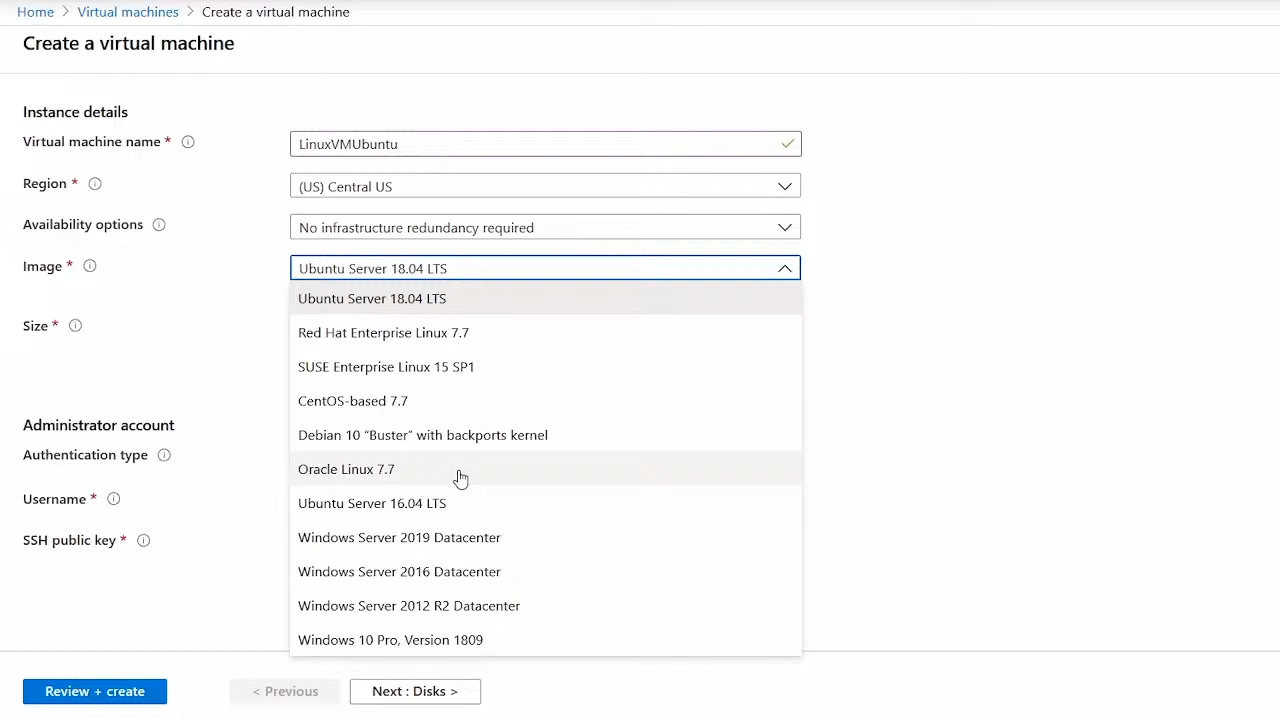 Home > Virtual machines > Create a virtual machine
Create a virtual machine
Instance details
Virtual machine name * LinuxVMUbuntu
Region * (US) Central US
Availability options No infrastructure redundancy required
Image * Ubuntu Server 18.04 LTS
Ubuntu Server 18.04 LTS
Red Hat Enterprise Linux 7.7
SUSE Enterprise Linux 15 SP1
CentOS-based 7.7
Debian 10 "Buster" with backports kernel
Oracle Linux 7.7
Ubuntu Server 16.04 LTS
Windows Server 2019 Datacenter
Windows Server 2016 Datacenter
Windows Server 2012 R2 Datacenter
Windows 10 Pro, Version 1809
Size *
Administrator account
Authentication type
Username *
SSH public key *
Review + create
< Previous
Next : Disks >